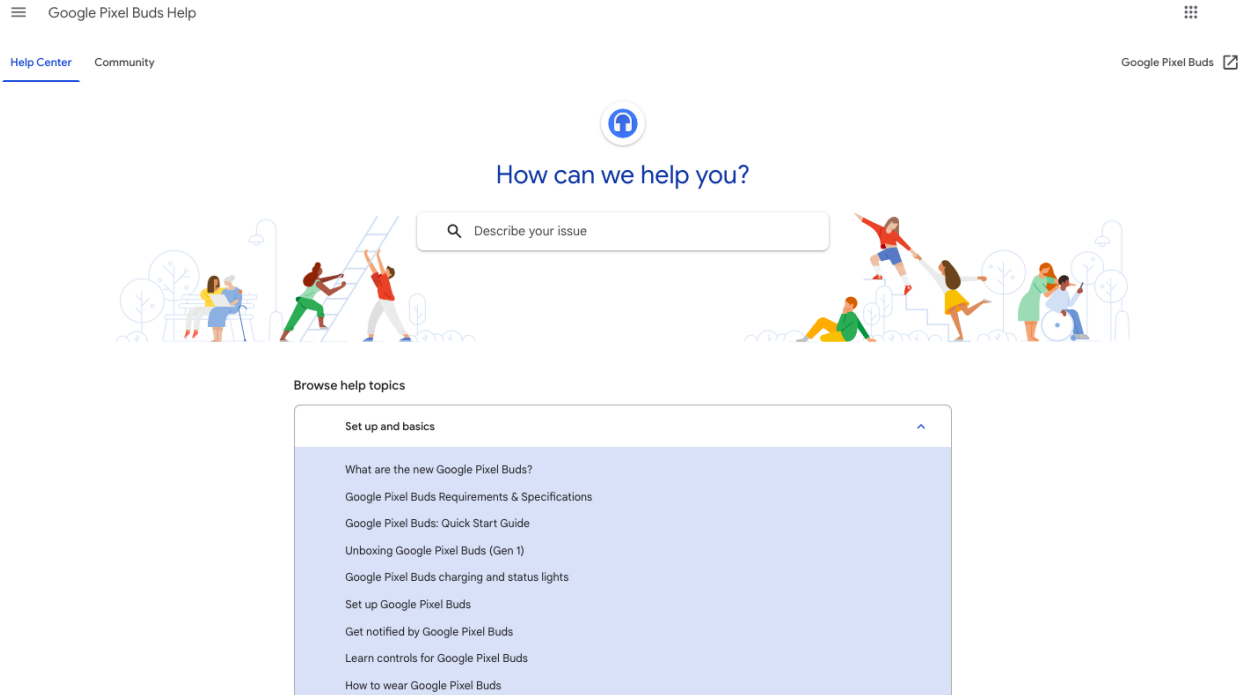 Google Pixel Buds Help
Help Center
Community
Google Pixel Buds
How can we help you?
Describe your issue
Browse help topics
Set up and basics
What are the new Google Pixel Buds?
Google Pixel Buds Requirements & Specifications
Google Pixel Buds: Quick Start Guide
Unboxing Google Pixel Buds (Gen 1)
Google Pixel Buds charging and status lights
Set up Google Pixel Buds
Get notified by Google Pixel Buds
Learn controls for Google Pixel Buds
How to wear Google Pixel Buds